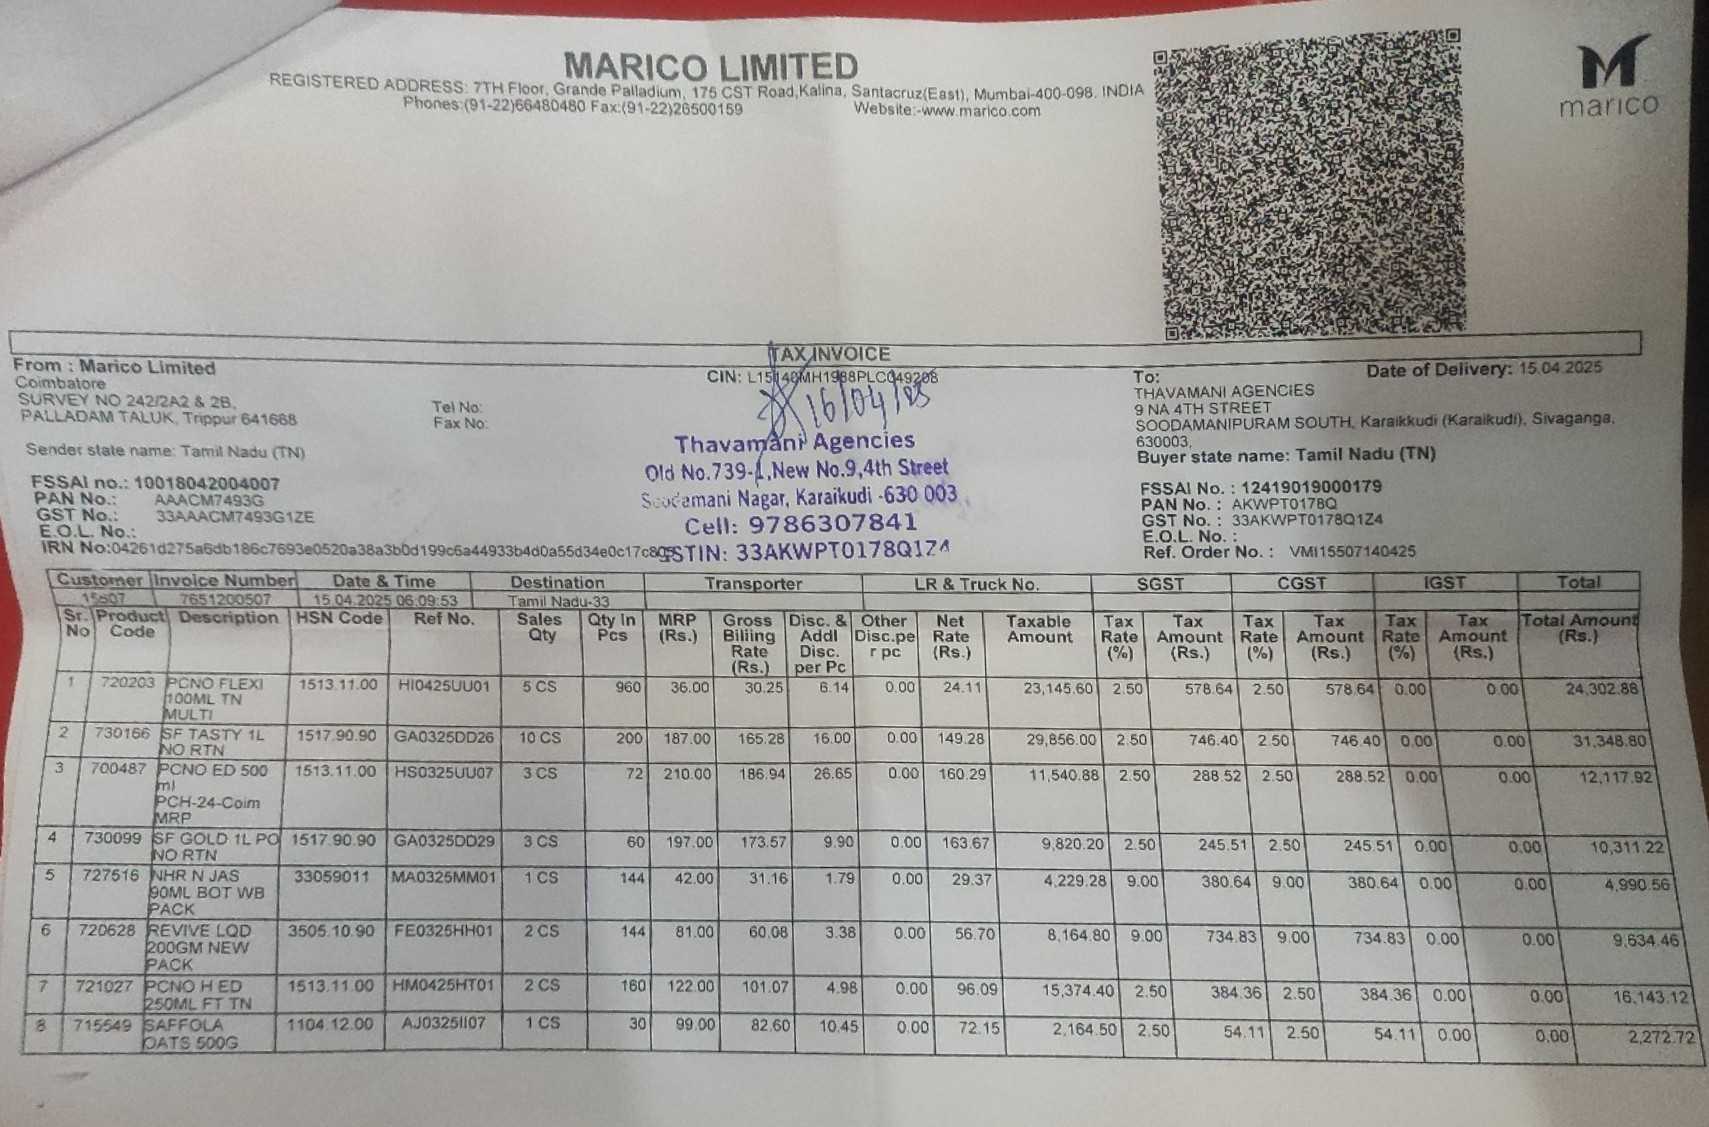 MARICO LIMITED
REGISTERED ADDRESS: 7TH Floor, Grande Palladium, 175 CST Road,Kalina, Santacruz(East), Mumbai-400-098. INDIA
Phones:(91-22)66480480 Fax:(91-22)26500159 Website:-www.marico.com
marico
TAX INVOICE
From : Marico Limited
Coimbatore
SURVEY NO 242/2A2 & 2B,
PALLADAM TALUK, Trippur 641668
Sender state name: Tamil Nadu (TN)
FSSAI no.: 10018042004007
PAN No.: AAACM7493G
GST No.: 33AAACM7493G1ZE
E.O.L. No.:
IRN No:04261d275a6db186c7693e0520a38a3b0d199c6a44933b4d0a55d34e0c17c805
Tel No:
Fax No:
CIN: L15140MH1988PLC049208
16/04/25
Thavamani Agencies
Old No.739-A,New No.9,4th Street
Soodamani Nagar, Karaikudi -630 003
Cell: 9786307841
GSTIN: 33AKWPT0178Q1Z4
To: Date of Delivery: 15.04.2025
THAVAMANI AGENCIES
9 NA 4TH STREET
SOODAMANIPURAM SOUTH, Karaikkudi (Karaikudi), Sivaganga,
630003,
Buyer state name: Tamil Nadu (TN)
FSSAI No. : 12419019000179
PAN No. : AKWPT0178Q
GST No. : 33AKWPT0178Q1Z4
E.O.L. No. :
Ref. Order No. : VMI15507140425
Customer Invoice Number Date & Time Destination Transporter LR & Truck No. SGST CGST IGST Total
15507 7651200507 15.04.2025 06:09:53 Tamil Nadu-33
Sr. Product Description HSN Code Ref No. Sales Qty In MRP Gross Disc. & Other Net Taxable Tax Tax Tax Tax Tax Tax Total Amount
No Code Qty Pcs (Rs.) Billing Addl Disc.pe Rate Amount Rate Amount Rate Amount Rate Amount (Rs.)
Rate Disc. r pc (Rs.) (%) (Rs.) (%) (Rs.) (%) (Rs.)
(Rs.) per Pc
1 720203 PCNO FLEXI 1513.11.00 HI0425UU01 5 CS 960 36.00 30.25 6.14 0.00 24.11 23,145.60 2.50 578.64 2.50 578.64 0.00 0.00 24,302.88
100ML TN
MULTI
2 730166 SF TASTY 1L 1517.90.90 GA0325DD26 10 CS 200 187.00 165.28 16.00 0.00 149.28 29,856.00 2.50 746.40 2.50 746.40 0.00 0.00 31,348.80
NO RTN
3 700487 PCNO ED 500 1513.11.00 HS0325UU07 3 CS 72 210.00 186.94 26.65 0.00 160.29 11,540.88 2.50 288.52 2.50 288.52 0.00 0.00 12,117.92
ml
PCH-24-Coim
MRP
4 730099 SF GOLD 1L PO 1517.90.90 GA0325DD29 3 CS 60 197.00 173.57 9.90 0.00 163.67 9,820.20 2.50 245.51 2.50 245.51 0.00 0.00 10,311.22
NO RTN
5 727516 NHR N JAS 33059011 MA0325MM01 1 CS 144 42.00 31.16 1.79 0.00 29.37 4,229.28 9.00 380.64 9.00 380.64 0.00 0.00 4,990.56
90ML BOT WB
PACK
6 720628 REVIVE LQD 3505.10.90 FE0325HH01 2 CS 144 81.00 60.08 3.38 0.00 56.70 8,164.80 9.00 734.83 9.00 734.83 0.00 0.00 9,634.46
200GM NEW
PACK
7 721027 PCNO H ED 1513.11.00 HM0425HT01 2 CS 160 122.00 101.07 4.98 0.00 96.09 15,374.40 2.50 384.36 2.50 384.36 0.00 0.00 16,143.12
250ML FT TN
8 715549 SAFFOLA 1104.12.00 AJ0325II07 1 CS 30 99.00 82.60 10.45 0.00 72.15 2,164.50 2.50 54.11 2.50 54.11 0.00 0.00 2,272.72
OATS 500G